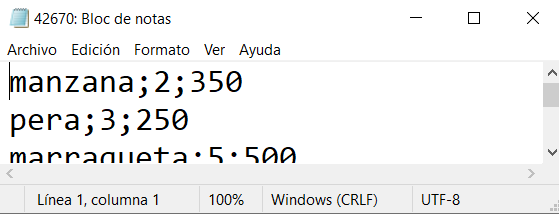 42670: Bloc de notas
Archivo Edición Formato Ver Ayuda
manzana;2;350
pera;3;250
marraqueta;5;500
Línea 1, columna 1 100% Windows (CRLF) UTF-8